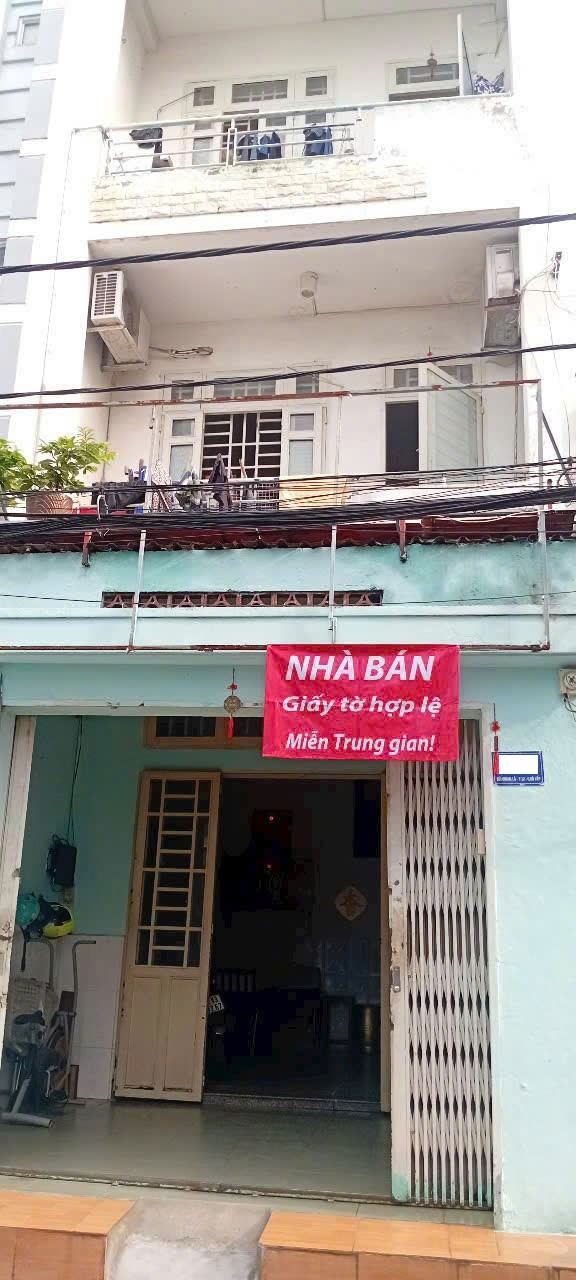 NHÀ BÁN
Giấy tờ hợp lệ
Miễn Trung gian!